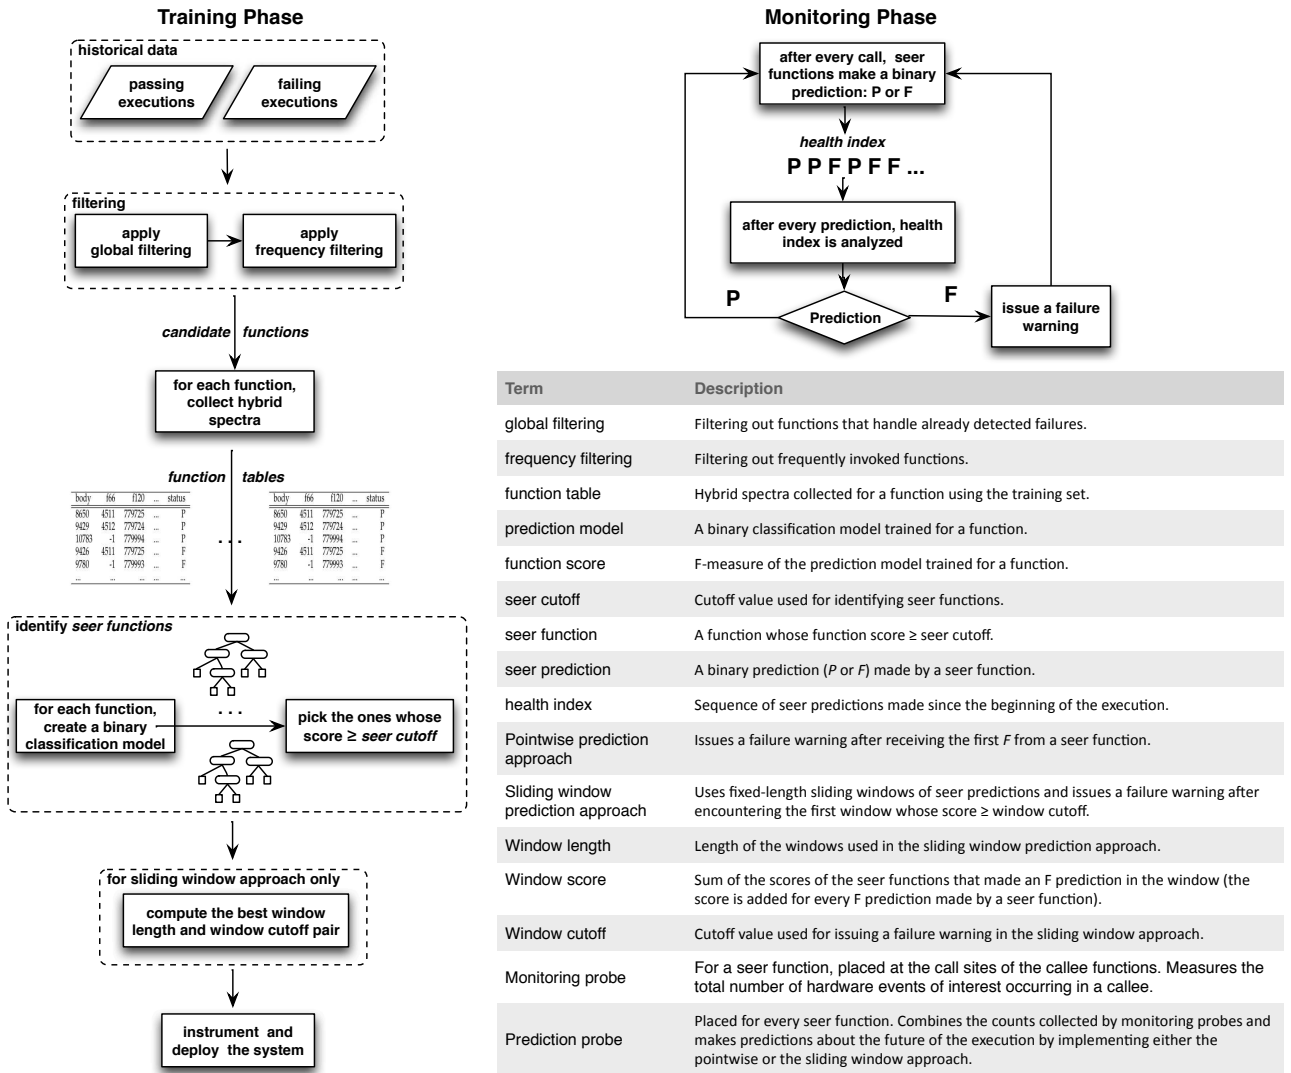 Training Phase
historical data
passing
executions
failing
executions
filtering
apply
global filtering
apply
frequency filtering
candidate functions
for each function,
collect hybrid
spectra
function tables
body f66 f120 ... status
8650 4511 779725 ... P
9429 4512 779724 ... P
10783 -1 779994 ... P
9426 4511 779725 ... F
9780 -1 779993 ... F
... ... ... ... ...
. . .
body f66 f120 ... status
8650 4511 779725 ... P
9429 4512 779724 ... P
10783 -1 779994 ... P
9426 4511 779725 ... F
9780 -1 779993 ... F
... ... ... ... ...
identify seer functions
for each function,
create a binary
classification model
. . .
pick the ones whose
score ≥ seer cutoff
for sliding window approach only
compute the best window
length and window cutoff pair
instrument and
deploy the system
Monitoring Phase
after every call, seer
functions make a binary
prediction: P or F
health index
P P F P F F ...
after every prediction, health
index is analyzed
P
Prediction
F
issue a failure
warning
Term Description
global filtering Filtering out functions that handle already detected failures.
frequency filtering Filtering out frequently invoked functions.
function table Hybrid spectra collected for a function using the training set.
prediction model A binary classification model trained for a function.
function score F-measure of the prediction model trained for a function.
seer cutoff Cutoff value used for identifying seer functions.
seer function A function whose function score ≥ seer cutoff.
seer prediction A binary prediction (P or F) made by a seer function.
health index Sequence of seer predictions made since the beginning of the execution.
Pointwise prediction
approach
Issues a failure warning after receiving the first F from a seer function.
Sliding window
prediction approach
Uses fixed-length sliding windows of seer predictions and issues a failure warning after
encountering the first window whose score ≥ window cutoff.
Window length Length of the windows used in the sliding window prediction approach.
Window score Sum of the scores of the seer functions that made an F prediction in the window (the
score is added for every F prediction made by a seer function).
Window cutoff Cutoff value used for issuing a failure warning in the sliding window approach.
Monitoring probe For a seer function, placed at the call sites of the callee functions. Measures the
total number of hardware events of interest occurring in a callee.
Prediction probe Placed for every seer function. Combines the counts collected by monitoring probes and
makes predictions about the future of the execution by implementing either the
pointwise or the sliding window approach.